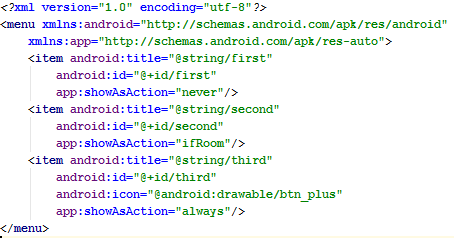 <?xml version="1.0" encoding="utf-8"?>
<menu xmlns:android="http://schemas.android.com/apk/res/android"
    xmlns:app="http://schemas.android.com/apk/res-auto">
    <item android:title="@string/first"
        android:id="@+id/first"
        app:showAsAction="never"/>
    <item android:title="@string/second"
        android:id="@+id/second"
        app:showAsAction="ifRoom"/>
    <item android:title="@string/third"
        android:id="@+id/third"
        android:icon="@android:drawable/btn_plus"
        app:showAsAction="always"/>
</menu>